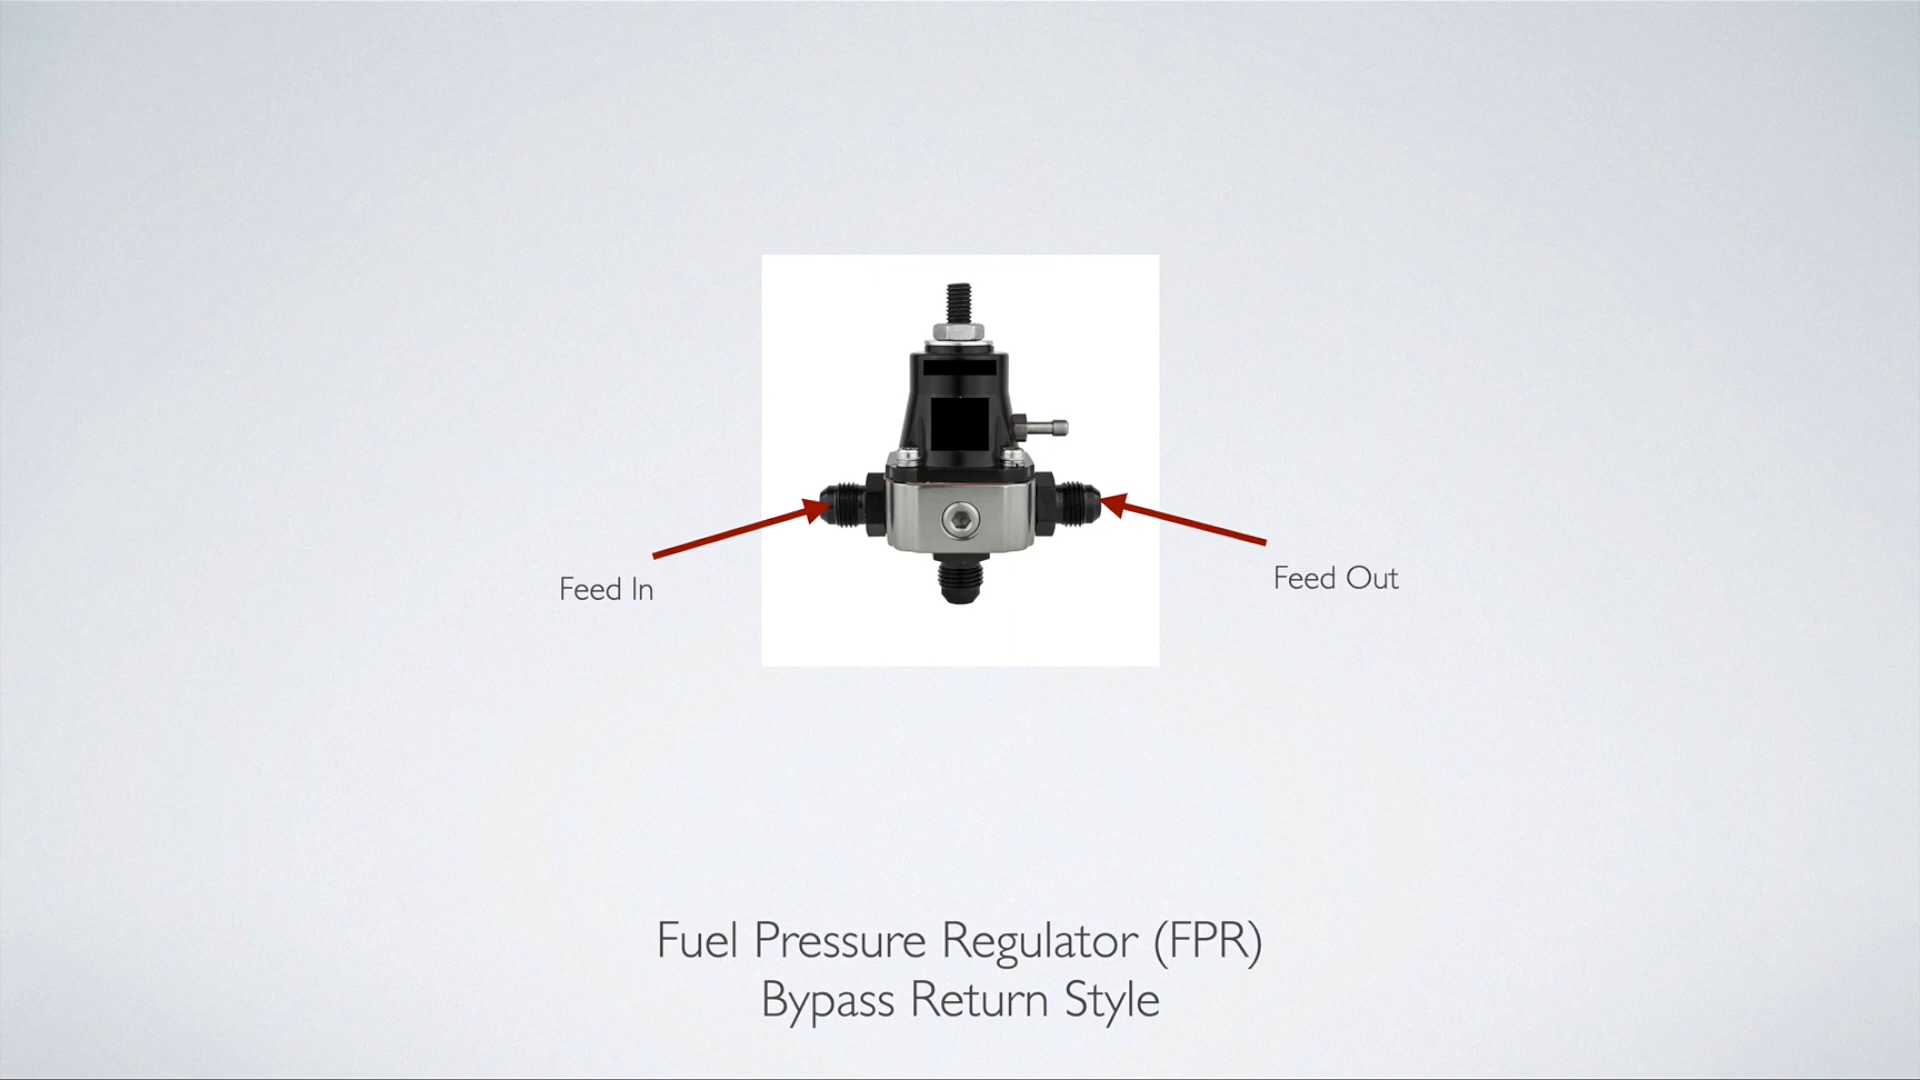 Feed In
Feed Out
Fuel Pressure Regulator (FPR)
Bypass Return Style